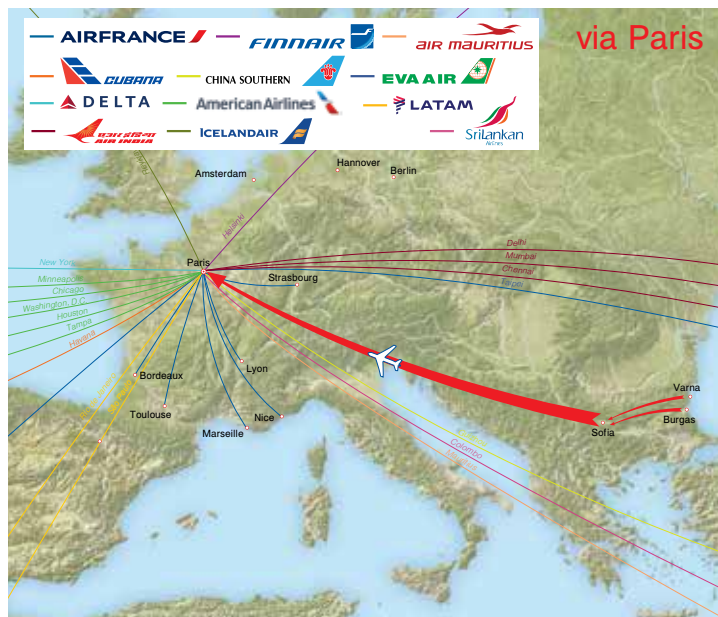 AIRFRANCE
FINNAIR
AIR MAURITIUS
via Paris
CUBANA
CHINA SOUTHERN
EVA AIR
DELTA
American Airlines
LATAM
एअर इंडिया
AIR INDIA
ICELANDAIR
SriLankan
Airlines
Hannover
Amsterdam
Berlin
Helsinki
Paris
New York
Delhi
Mumbai
Chennai
Taipei
Strasbourg
Minneapolis
Chicago
Washington, D.C.
Houston
Tampa
Havana
Lyon
Bordeaux
Toulouse
Nice
Marseille
Varna
Burgas
Sofia
Colombo